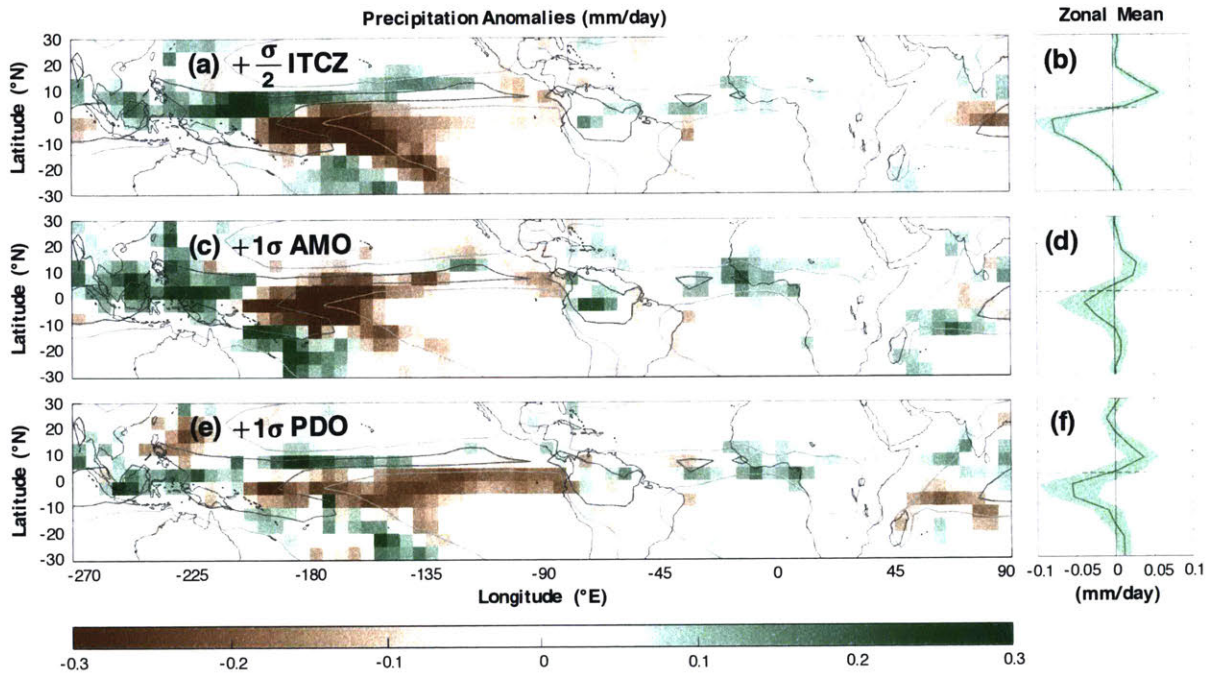 Precipitation Anomalies (mm/day)
Zonal Mean
(a) + σ/2 ITCZ
(b)
Latitude (°N)
30
20
10
0
-10
-20
-30
(c) +1σ AMO
(d)
Latitude (°N)
30
20
10
0
-10
-20
-30
(e) +1σ PDO
(f)
Latitude (°N)
30
20
10
0
-10
-20
-30
-270 -225 -180 -135 -90 -45 0 45 90
Longitude (°E)
-0.1 -0.05 0 0.05 0.1
(mm/day)
-0.3 -0.2 -0.1 0 0.1 0.2 0.3